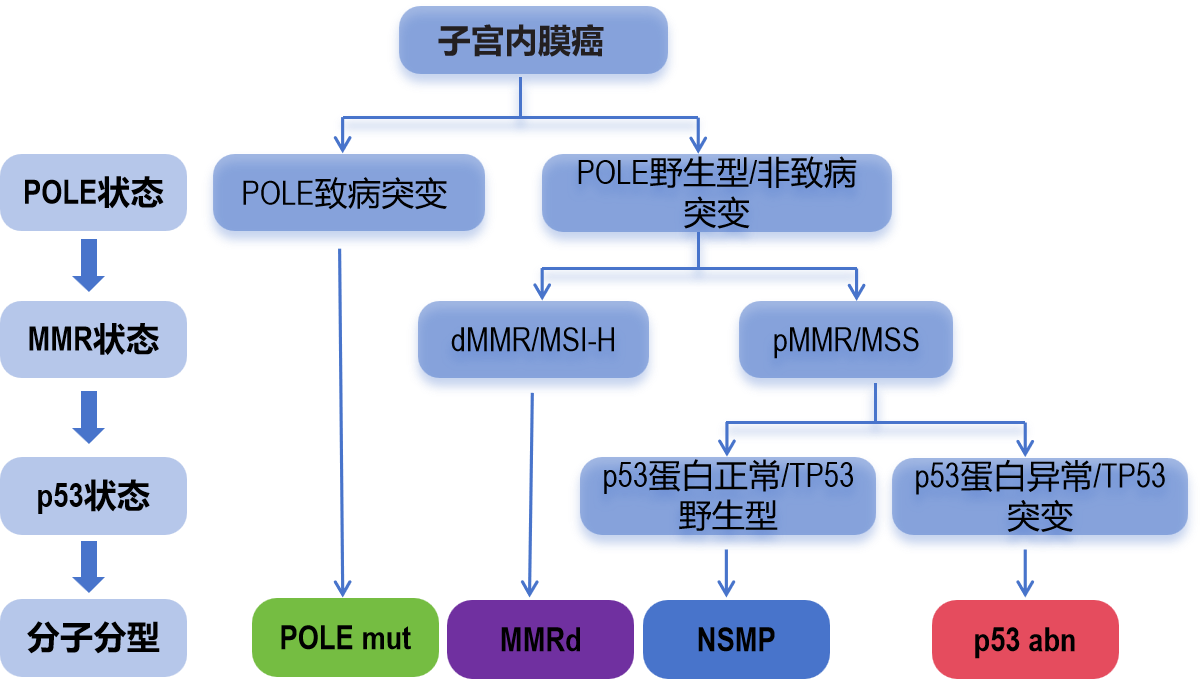 子宫内膜癌
POLE状态
POLE致病突变
POLE野生型/非致病
突变
MMR状态
dMMR/MSI-H
pMMR/MSS
p53状态
p53蛋白正常/TP53
野生型
p53蛋白异常/TP53
突变
分子分型
POLE mut
MMRd
NSMP
p53 abn